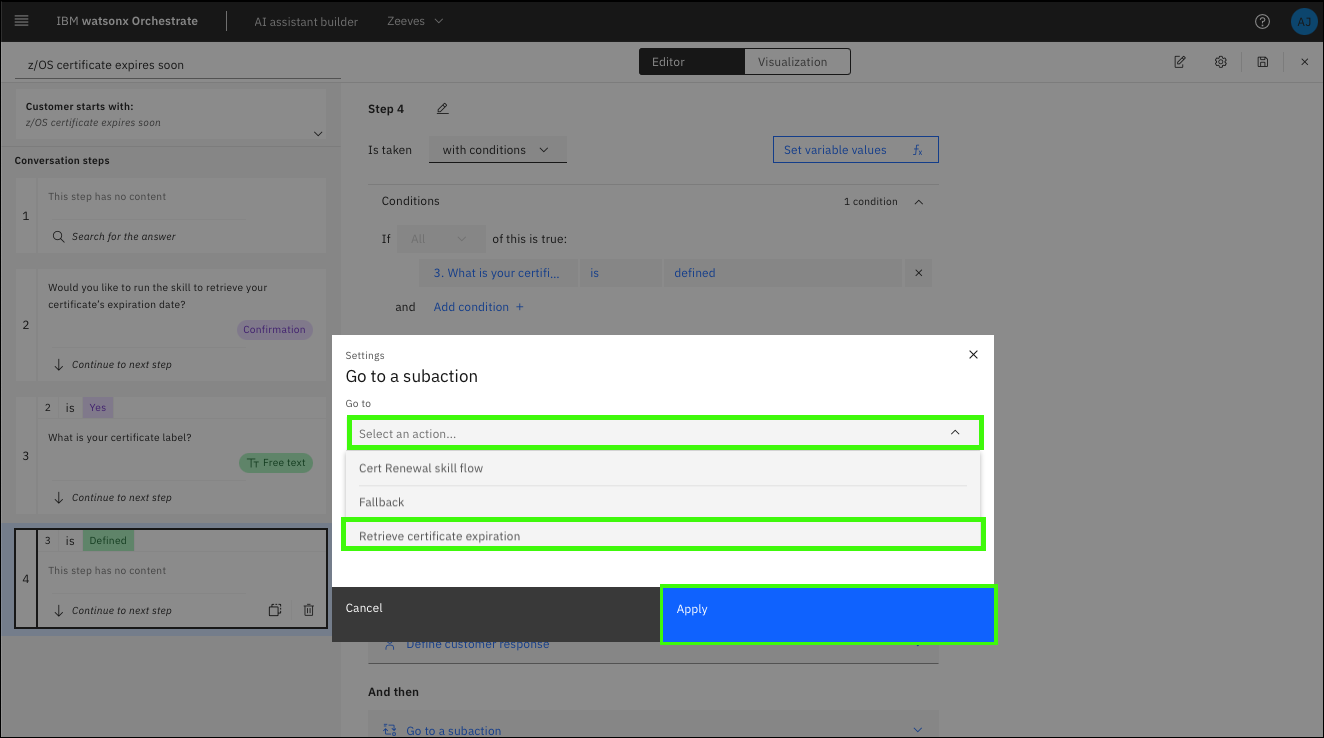 IBM watsonx Orchestrate
AI assistant builder
Zeeves
AJ
z/OS certificate expires soon
Editor
Visualization
Customer starts with:
z/OS certificate expires soon
Conversation steps
1
This step has no content
Search for the answer
2
Would you like to run the skill to retrieve your
certificate's expiration date?
Confirmation
Continue to next step
2 is Yes
3
What is your certificate label?
Free text
Continue to next step
3 is Defined
4
This step has no content
Continue to next step
Step 4
Is taken
with conditions
Set variable values
Conditions
1 condition
If All of this is true:
3. What is your certifi...
is
defined
and
Add condition +
Settings
Go to a subaction
Go to
Select an action...
Cert Renewal skill flow
Fallback
Retrieve certificate expiration
Cancel
Apply
Define customer response
And then
Go to a subaction